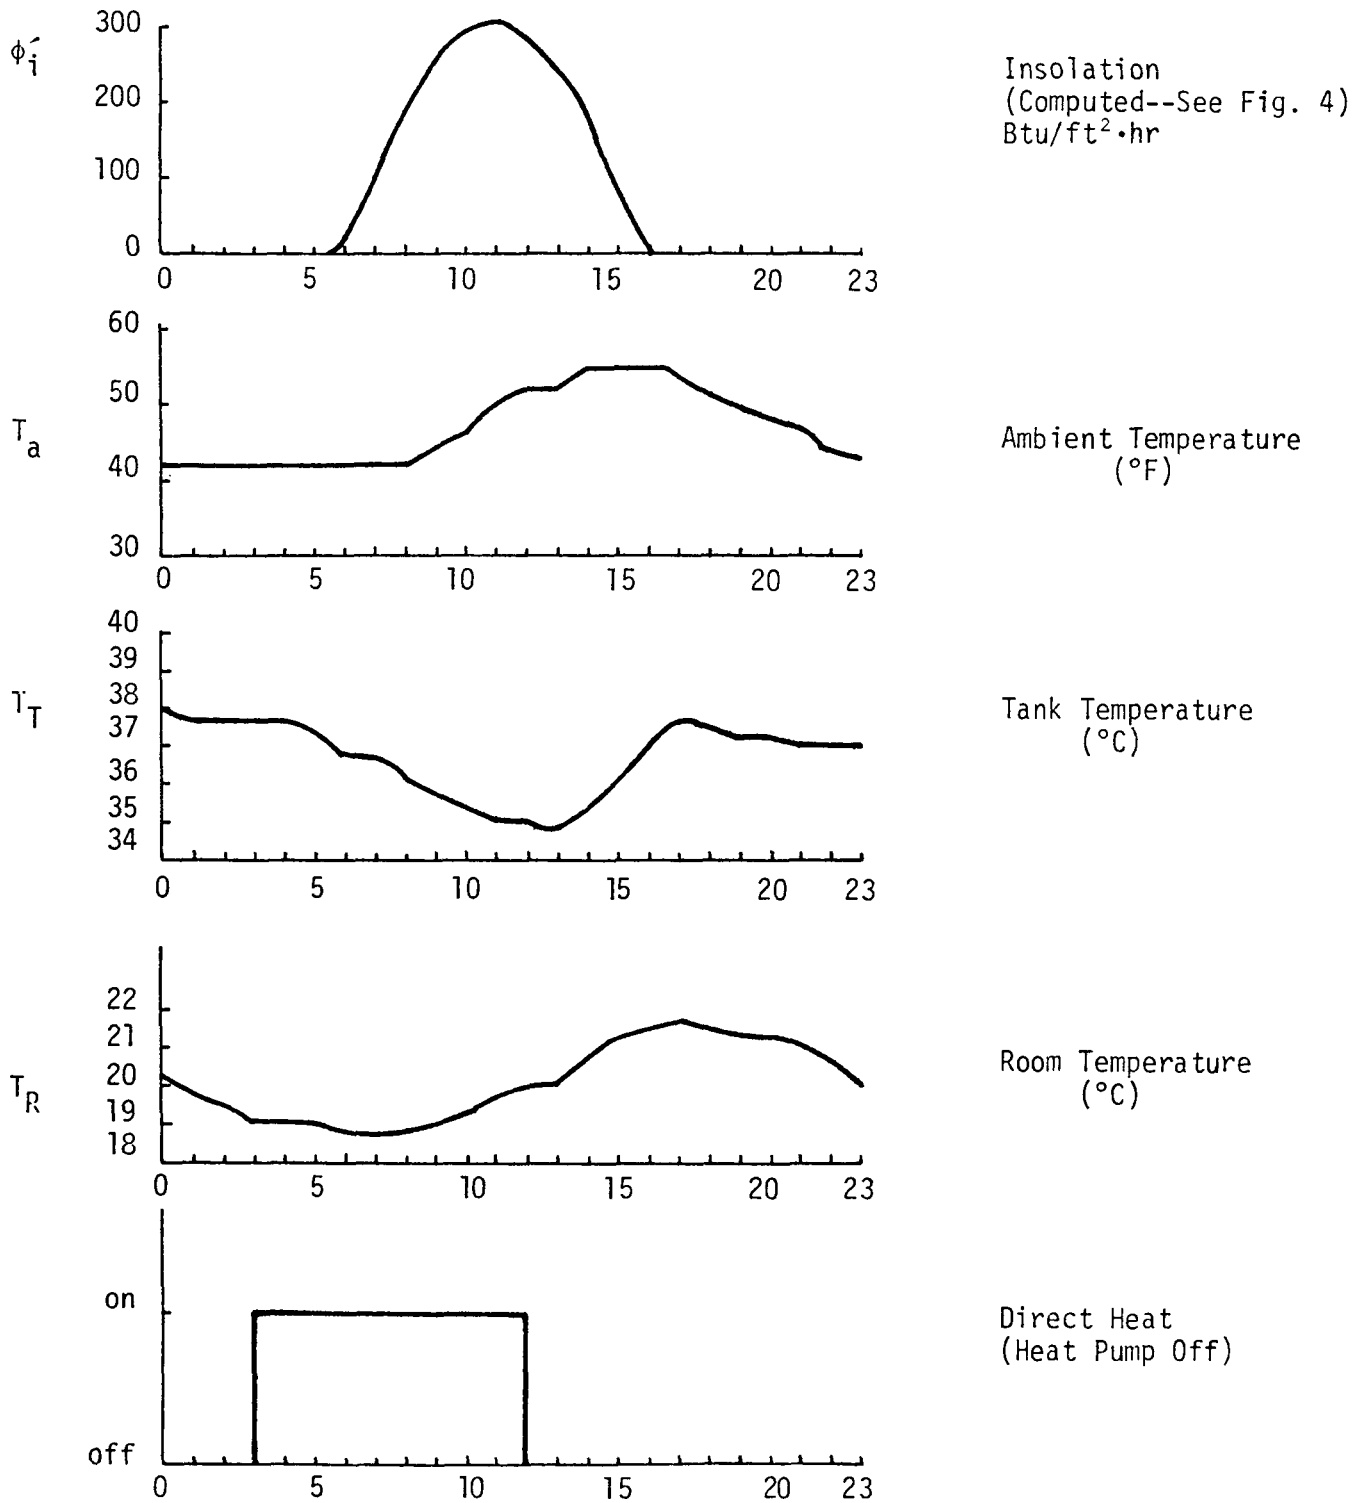 300
ϕ′i
200
100
0
0 5 10 15 20 23
Insolation
(Computed--See Fig. 4)
Btu/ft²·hr
60
50
Ta
40
30
0 5 10 15 20 23
Ambient Temperature
(°F)
40
39
38
TT
37
36
35
34
0 5 10 15 20 23
Tank Temperature
(°C)
22
21
20
TR
19
18
0 5 10 15 20 23
Room Temperature
(°C)
on
off
0 5 10 15 20 23
Direct Heat
(Heat Pump Off)